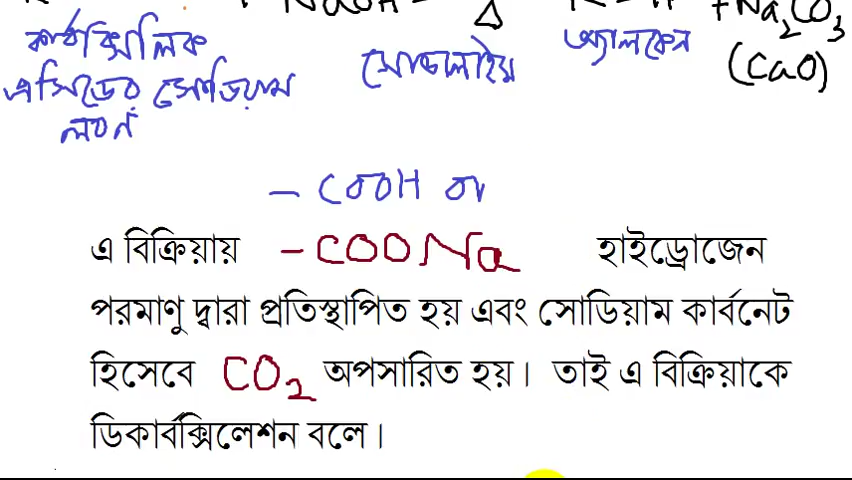 + NaOH Δ + Na2CO3
কার্বক্সিলিক সোডালাইম অ্যালকেন (CaO)
এসিডের সোডিয়াম
লবণ
- COOH or
এ বিক্রিয়ায় -COONa হাইড্রোজেন
পরমাণু দ্বারা প্রতিস্থাপিত হয় এবং সোডিয়াম কার্বনেট
হিসেবে CO2 অপসারিত হয়। তাই এ বিক্রিয়াকে
ডিকার্বক্সিলেশন বলে।